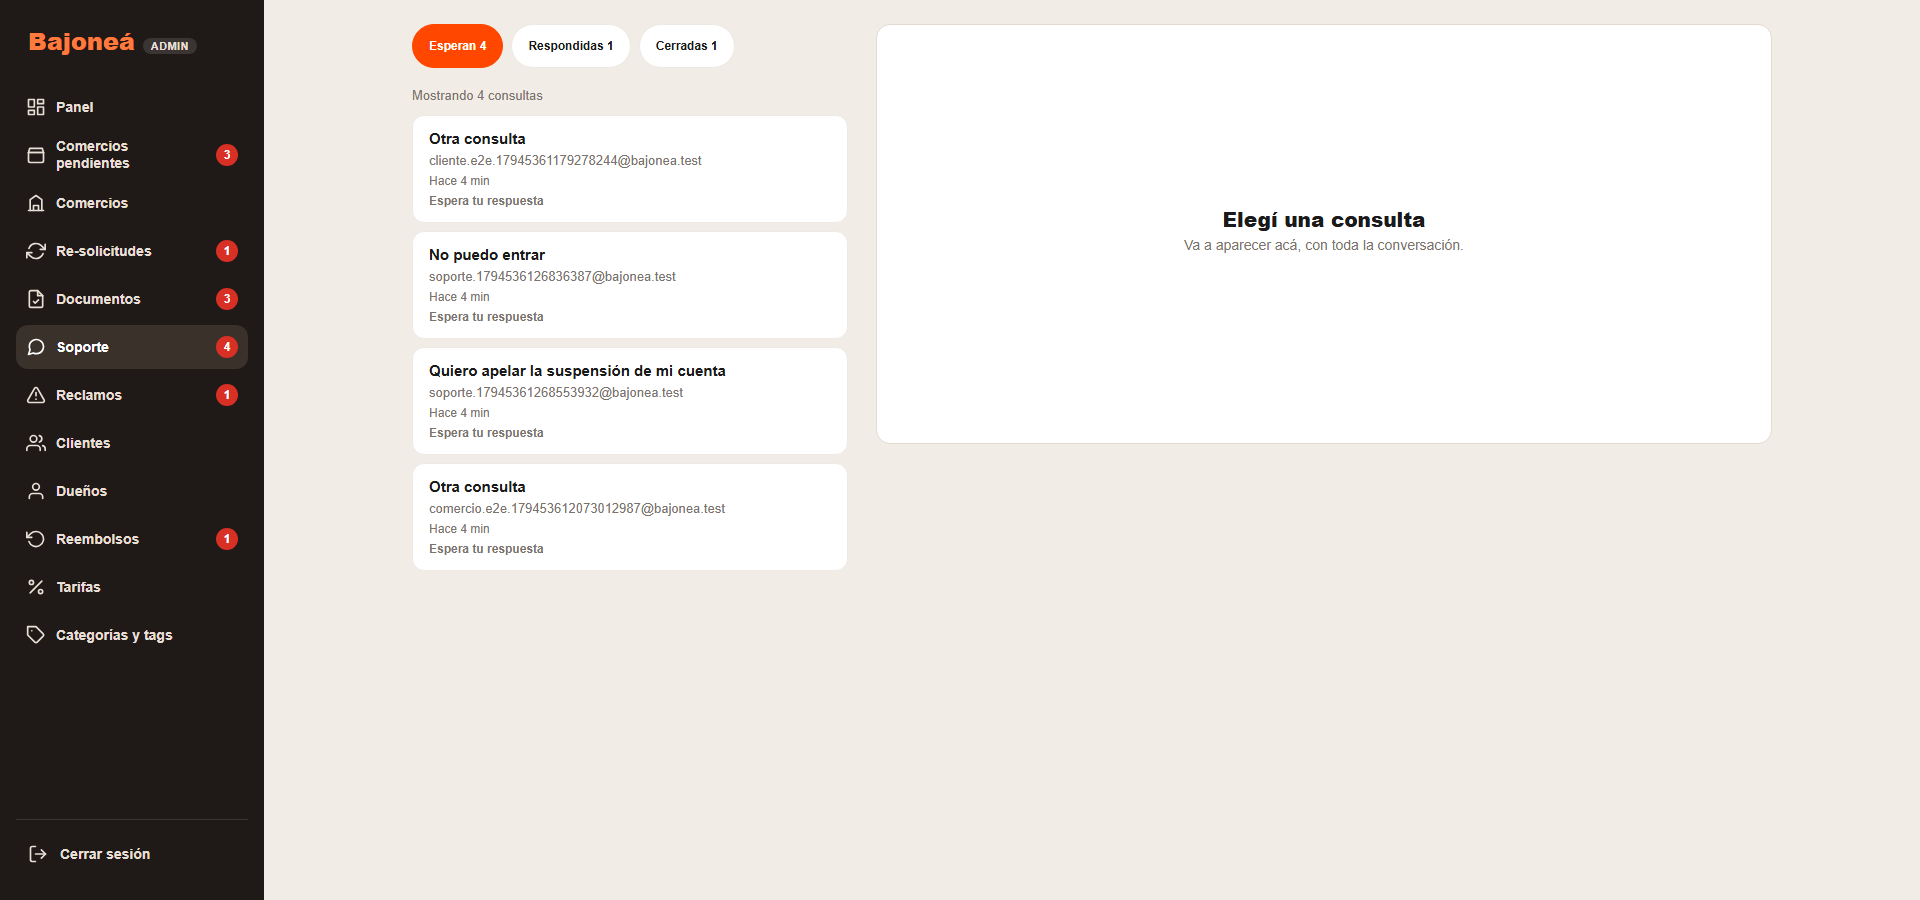 Bajoneá ADMIN
Panel
Comercios
pendientes
3
Comercios
Re-solicitudes 1
Documentos 3
Soporte 4
Reclamos 1
Clientes
Dueños
Reembolsos 1
Tarifas
Categorías y tags
Cerrar sesión
Esperan 4
Respondidas 1
Cerradas 1
Mostrando 4 consultas
Otra consulta
cliente.e2e.17945361179278244@bajonea.test
Hace 4 min
Espera tu respuesta
No puedo entrar
soporte.1794536126836387@bajonea.test
Hace 4 min
Espera tu respuesta
Quiero apelar la suspensión de mi cuenta
soporte.17945361268553932@bajonea.test
Hace 4 min
Espera tu respuesta
Otra consulta
comercio.e2e.179453612073012987@bajonea.test
Hace 4 min
Espera tu respuesta
Elegí una consulta
Va a aparecer acá, con toda la conversación.